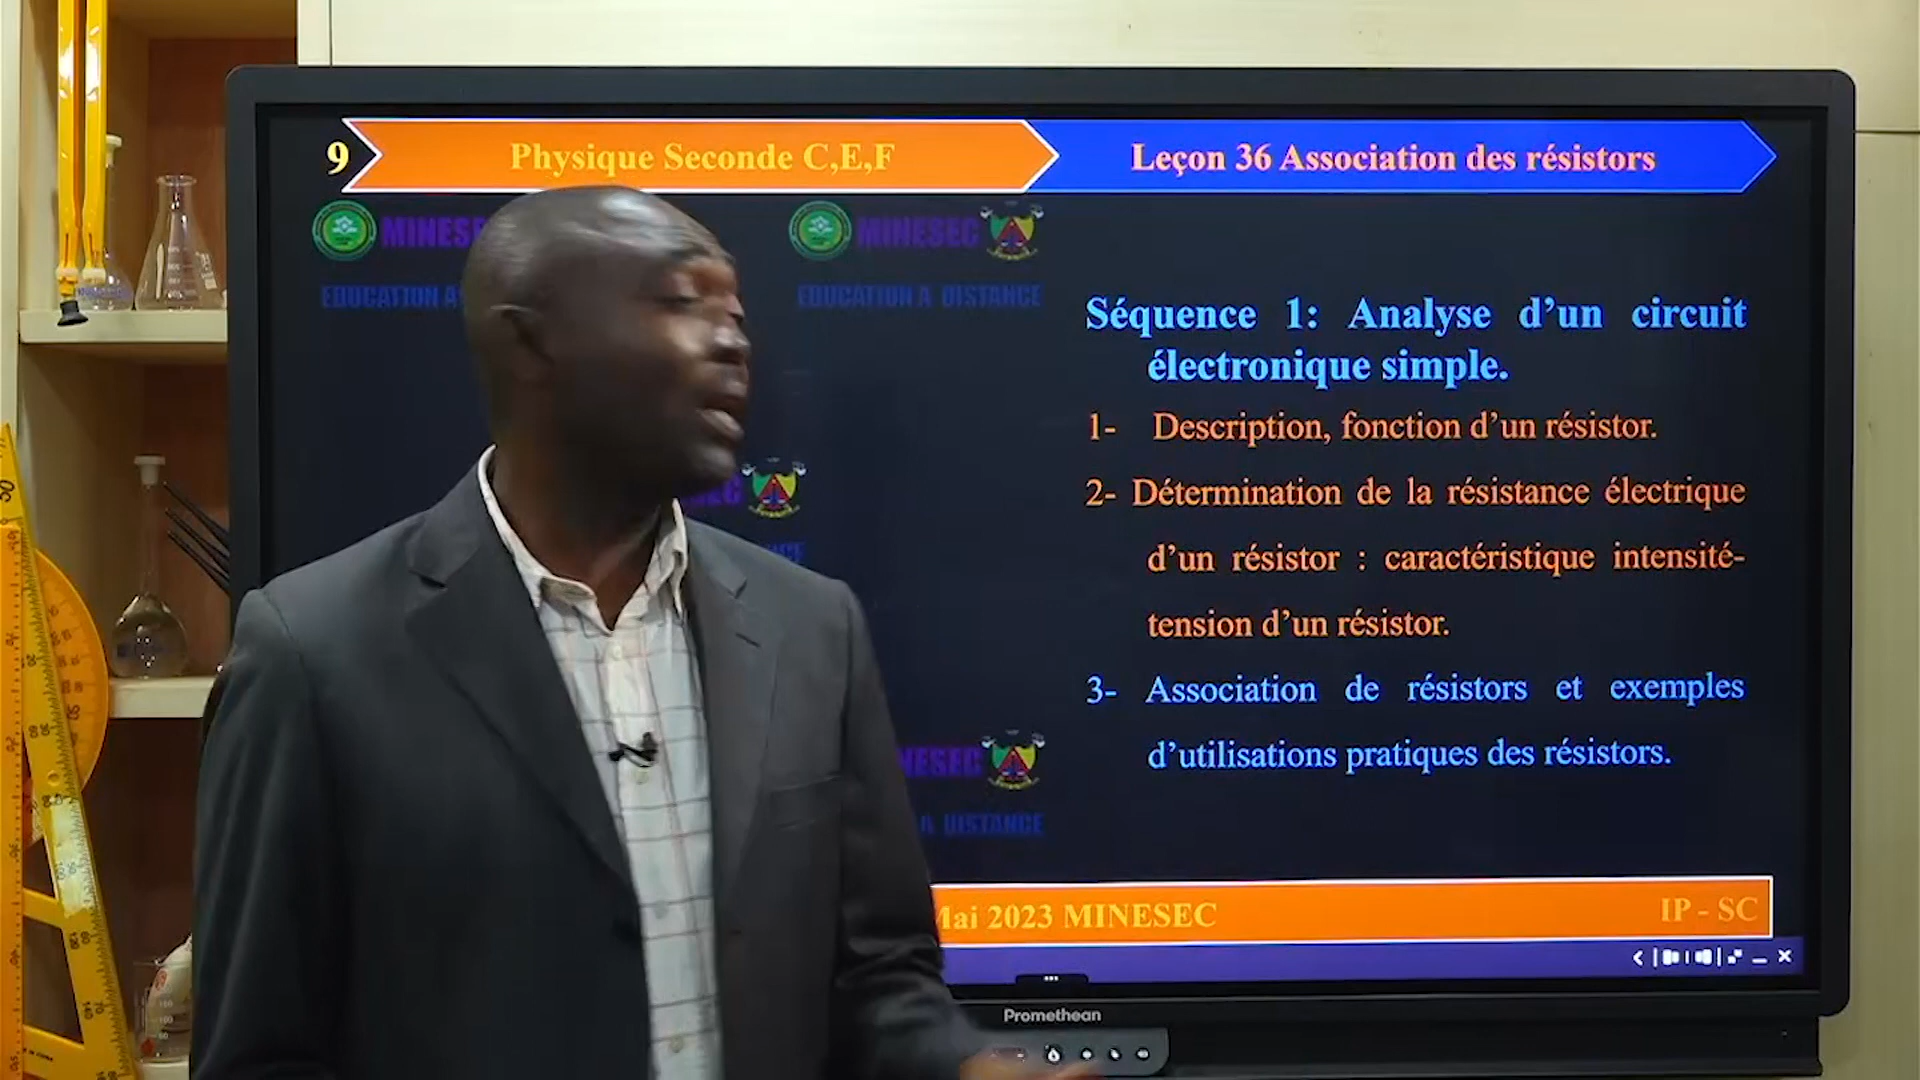 9
Physique Seconde C,E,F
Leçon 36 Association des résistors
MINESEC
EDUCATION A DISTANCE
Séquence 1: Analyse d’un circuit
électronique simple.
1- Description, fonction d’un résistor.
2- Détermination de la résistance électrique
d’un résistor : caractéristique intensité-
tension d’un résistor.
3- Association de résistors et exemples
d’utilisations pratiques des résistors.
A DISTANCE
Mai 2023 MINESEC
IP - SC
Promethean